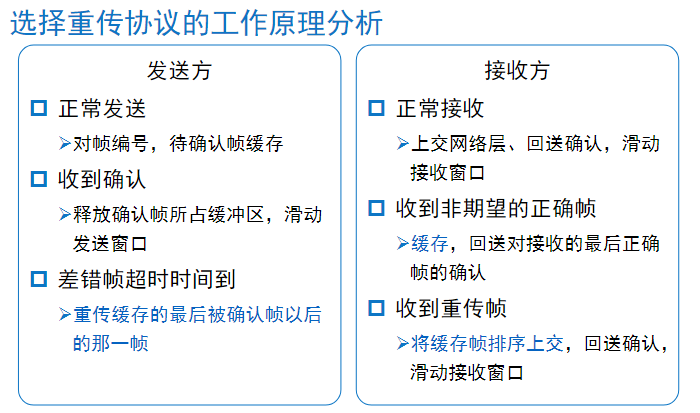 选择重传协议的工作原理分析
发送方
正常发送
对帧编号，待确认帧缓存
收到确认
释放确认帧所占缓冲区，滑动
发送窗口
差错帧超时时间到
重传缓存的最后被确认帧以后
的那一帧
接收方
正常接收
上交网络层、回送确认，滑动
接收窗口
收到非期望的正确帧
缓存，回送对接收的最后正确
帧的确认
收到重传帧
将缓存帧排序上交，回送确认，
滑动接收窗口